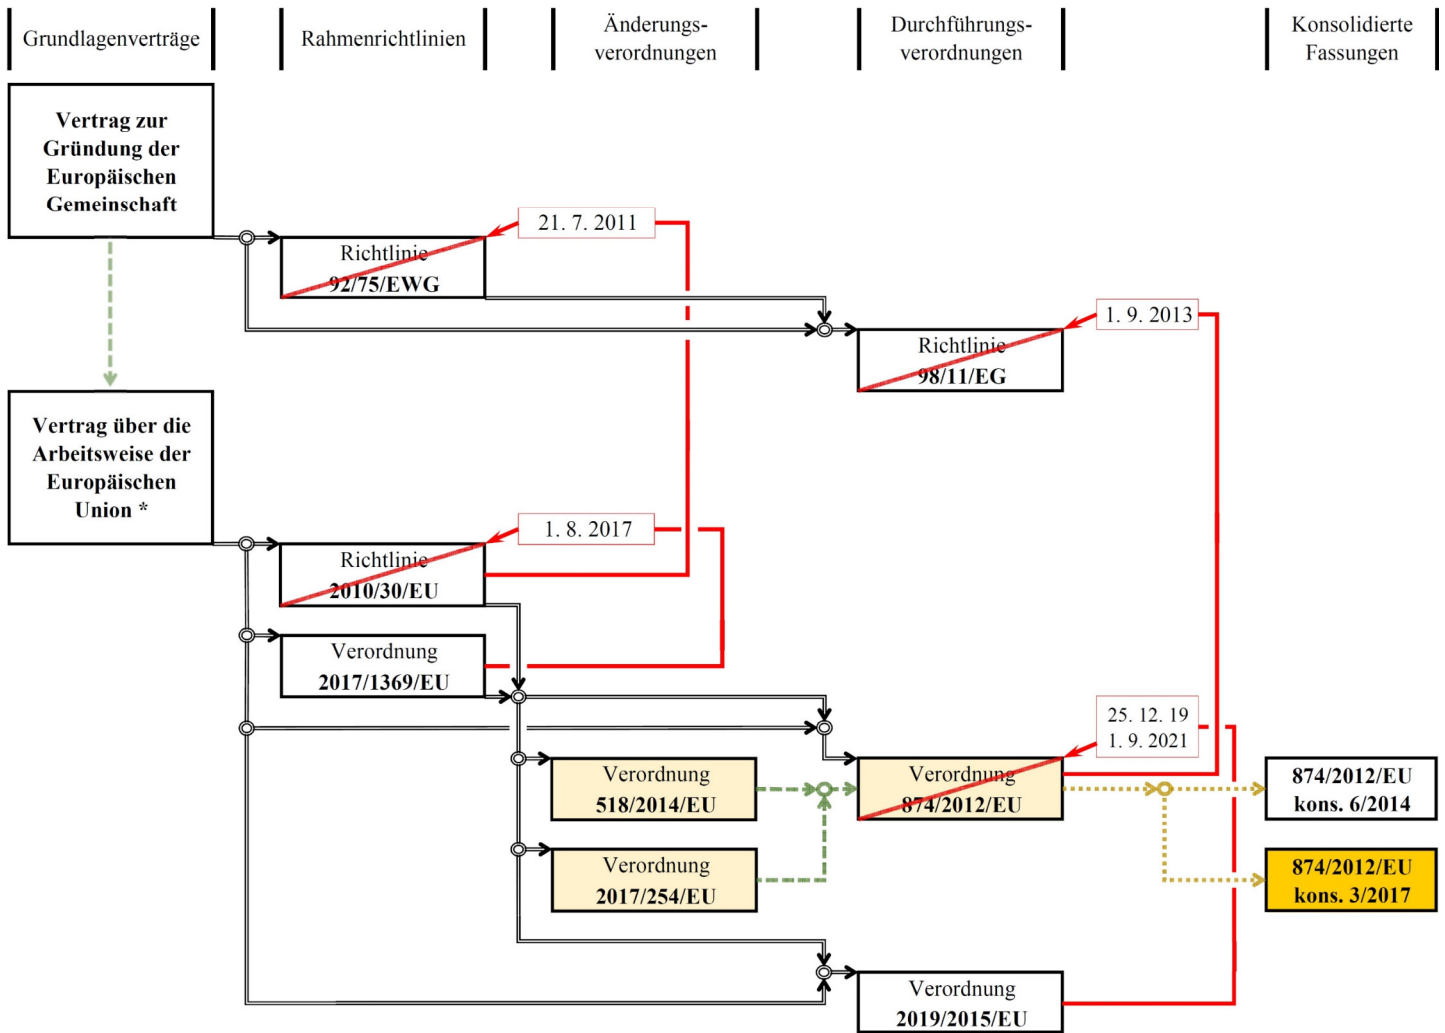 Grundlagenverträge
Rahmenrichtlinien
Änderungs-
verordnungen
Durchführungs-
verordnungen
Konsolidierte
Fassungen
Vertrag zur
Gründung der
Europäischen
Gemeinschaft
21. 7. 2011
Richtlinie
92/75/EWG
1. 9. 2013
Richtlinie
98/11/EG
Vertrag über die
Arbeitsweise der
Europäischen
Union *
1. 8. 2017
Richtlinie
2010/30/EU
Verordnung
2017/1369/EU
25. 12. 19
1. 9. 2021
Verordnung
518/2014/EU
Verordnung
874/2012/EU
874/2012/EU
kons. 6/2014
Verordnung
2017/254/EU
874/2012/EU
kons. 3/2017
Verordnung
2019/2015/EU